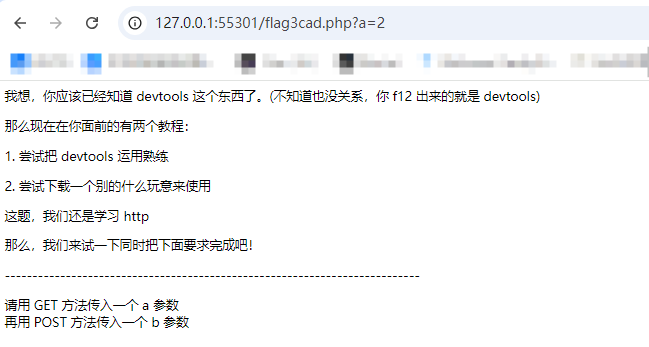 127.0.0.1:55301/flag3cad.php?a=2
我想，你应该已经知道 devtools 这个东西了。(不知道也没关系，你 f12 出来的就是 devtools)
那么现在在你面前的有两个教程：
1. 尝试把 devtools 运用熟练
2. 尝试下载一个别的什么玩意来使用
这题，我们还是学习 http
那么，我们来试一下同时把下面要求完成吧！
----------------------------------------------------------------------------
请用 GET 方法传入一个 a 参数
再用 POST 方法传入一个 b 参数